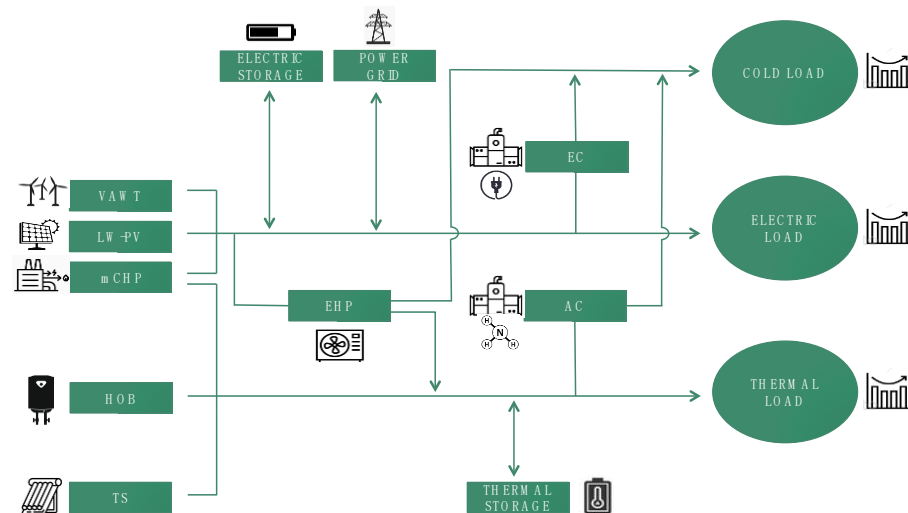 ELECTRIC
STORAGE
POWER
GRID
COLD LOAD
EC
VAWT
LW-PV
ELECTRIC
LOAD
mCHP
EHP
AC
H
N
H
H
THERMAL
LOAD
HOB
TS
THERMAL
STORAGE